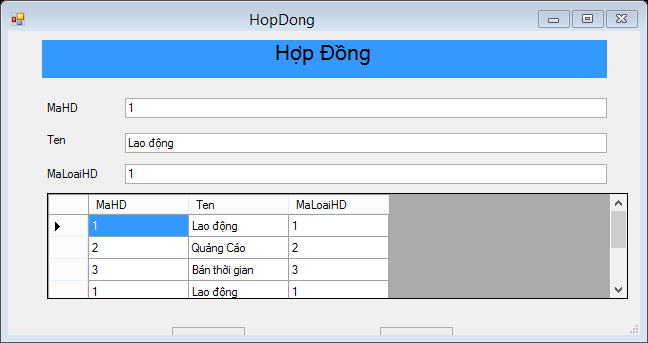 HopDong
Hợp Đồng
MaHD 1
Ten Lao động
MaLoaiHD 1
MaHD Ten MaLoaiHD
1 Lao động 1
2 Quảng Cáo 2
3 Bán thời gian 3
1 Lao động 1